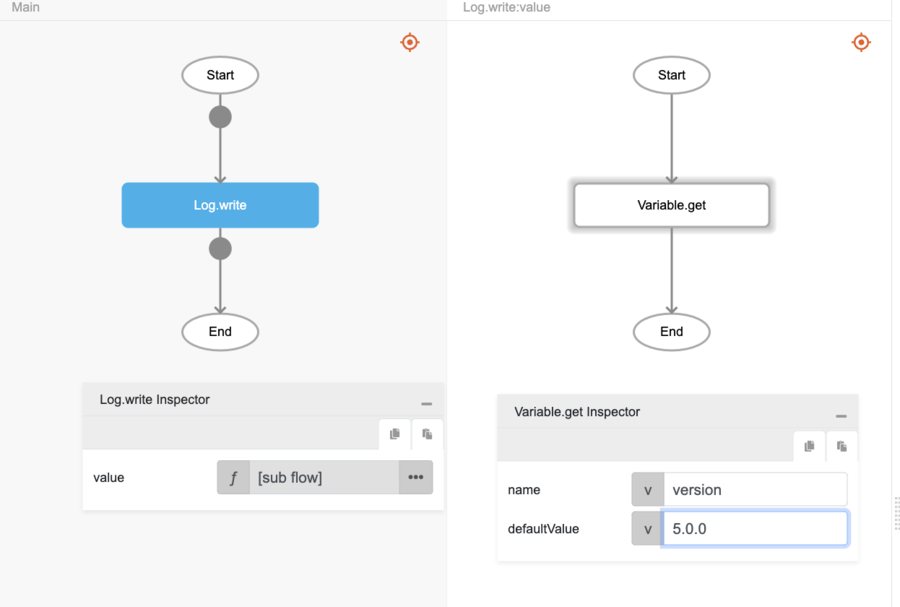 Main
Start
Log.write
End
Log.write Inspector
value
ƒ
[sub flow]
Log.write:value
Start
Variable.get
End
Variable.get Inspector
name
v
version
defaultValue
v
5.0.0